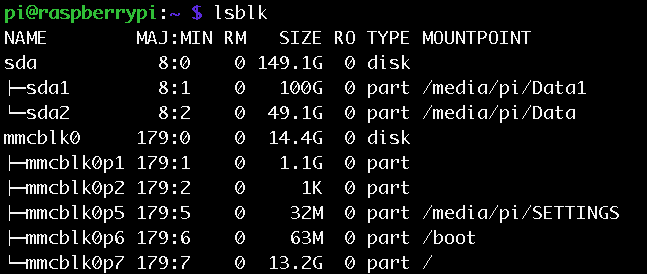 pi@raspberrypi:~ $ lsblk
NAME        MAJ:MIN RM   SIZE RO TYPE MOUNTPOINT
sda           8:0    0 149.1G  0 disk
├─sda1        8:1    0   100G  0 part /media/pi/Data1
└─sda2        8:2    0  49.1G  0 part /media/pi/Data
mmcblk0     179:0    0  14.4G  0 disk
├─mmcblk0p1 179:1    0   1.1G  0 part
├─mmcblk0p2 179:2    0     1K  0 part
├─mmcblk0p5 179:5    0    32M  0 part /media/pi/SETTINGS
├─mmcblk0p6 179:6    0    63M  0 part /boot
└─mmcblk0p7 179:7    0  13.2G  0 part /